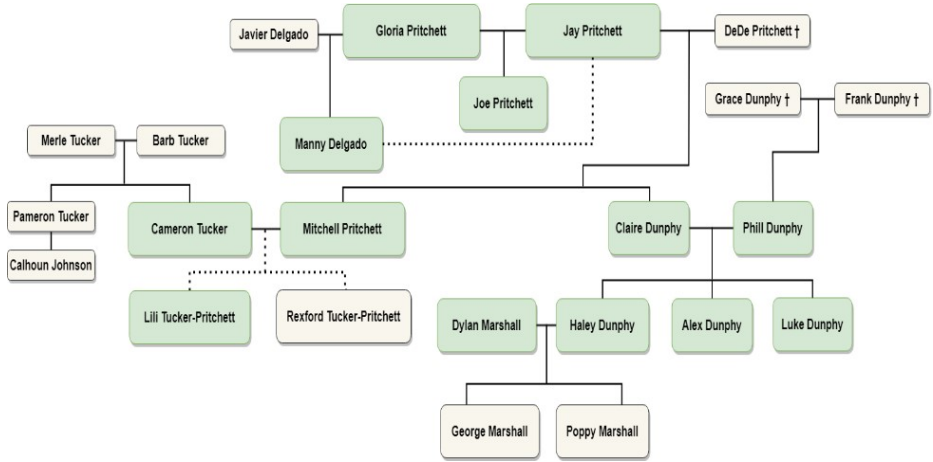 Javier Delgado
Gloria Pritchett
Jay Pritchett
DeDe Pritchett †
Joe Pritchett
Grace Dunphy †
Frank Dunphy †
Merle Tucker
Barb Tucker
Manny Delgado
Pameron Tucker
Cameron Tucker
Mitchell Pritchett
Claire Dunphy
Phill Dunphy
Calhoun Johnson
Lili Tucker-Pritchett
Rexford Tucker-Pritchett
Dylan Marshall
Haley Dunphy
Alex Dunphy
Luke Dunphy
George Marshall
Poppy Marshall